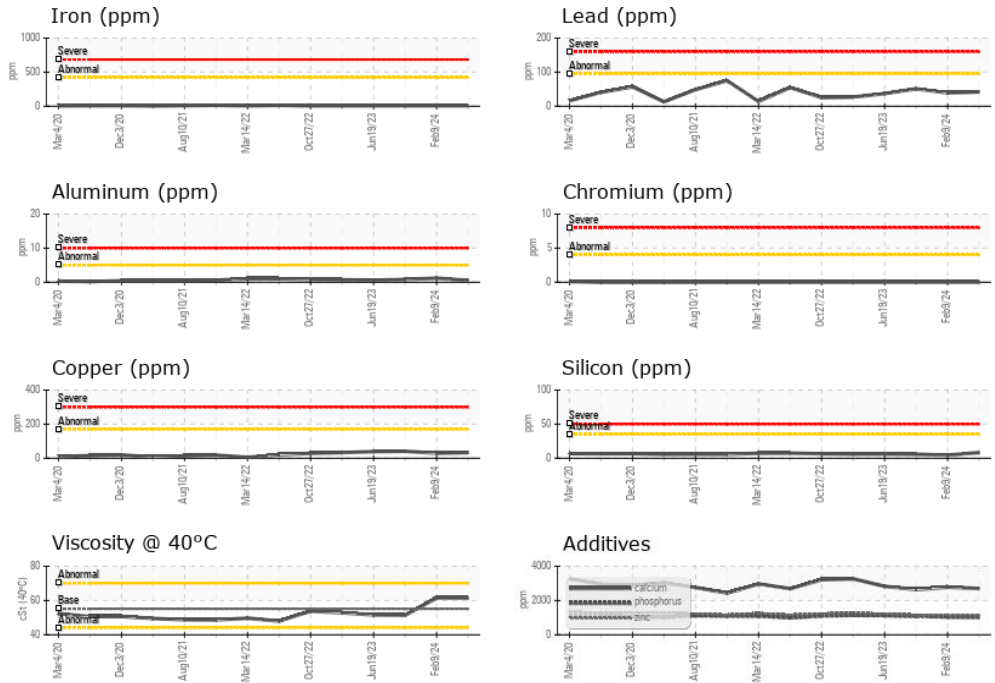 Iron (ppm)
1000
500
0
ppm
Severe
Abnormal
Mar4/20
Dec3/20
Aug10/21
Mar14/22
Oct27/22
Jun19/23
Feb9/24
Lead (ppm)
200
100
0
ppm
Severe
Abnormal
Mar4/20
Dec3/20
Aug10/21
Mar14/22
Oct27/22
Jun19/23
Feb9/24
Aluminum (ppm)
20
10
0
ppm
Severe
Abnormal
Mar4/20
Dec3/20
Aug10/21
Mar14/22
Oct27/22
Jun19/23
Feb9/24
Chromium (ppm)
10
5
0
ppm
Severe
Abnormal
Mar4/20
Dec3/20
Aug10/21
Mar14/22
Oct27/22
Jun19/23
Feb9/24
Copper (ppm)
400
200
0
ppm
Severe
Abnormal
Mar4/20
Dec3/20
Aug10/21
Mar14/22
Oct27/22
Jun19/23
Feb9/24
Silicon (ppm)
100
50
0
ppm
Severe
Abnormal
Mar4/20
Dec3/20
Aug10/21
Mar14/22
Oct27/22
Jun19/23
Feb9/24
Viscosity @ 40°C
80
60
40
cSt (40°C)
Abnormal
Base
Abnormal
Mar4/20
Dec3/20
Aug10/21
Mar14/22
Oct27/22
Jun19/23
Feb9/24
Additives
4000
2000
0
ppm
calcium
phosphorus
zinc
Mar4/20
Dec3/20
Aug10/21
Mar14/22
Oct27/22
Jun19/23
Feb9/24